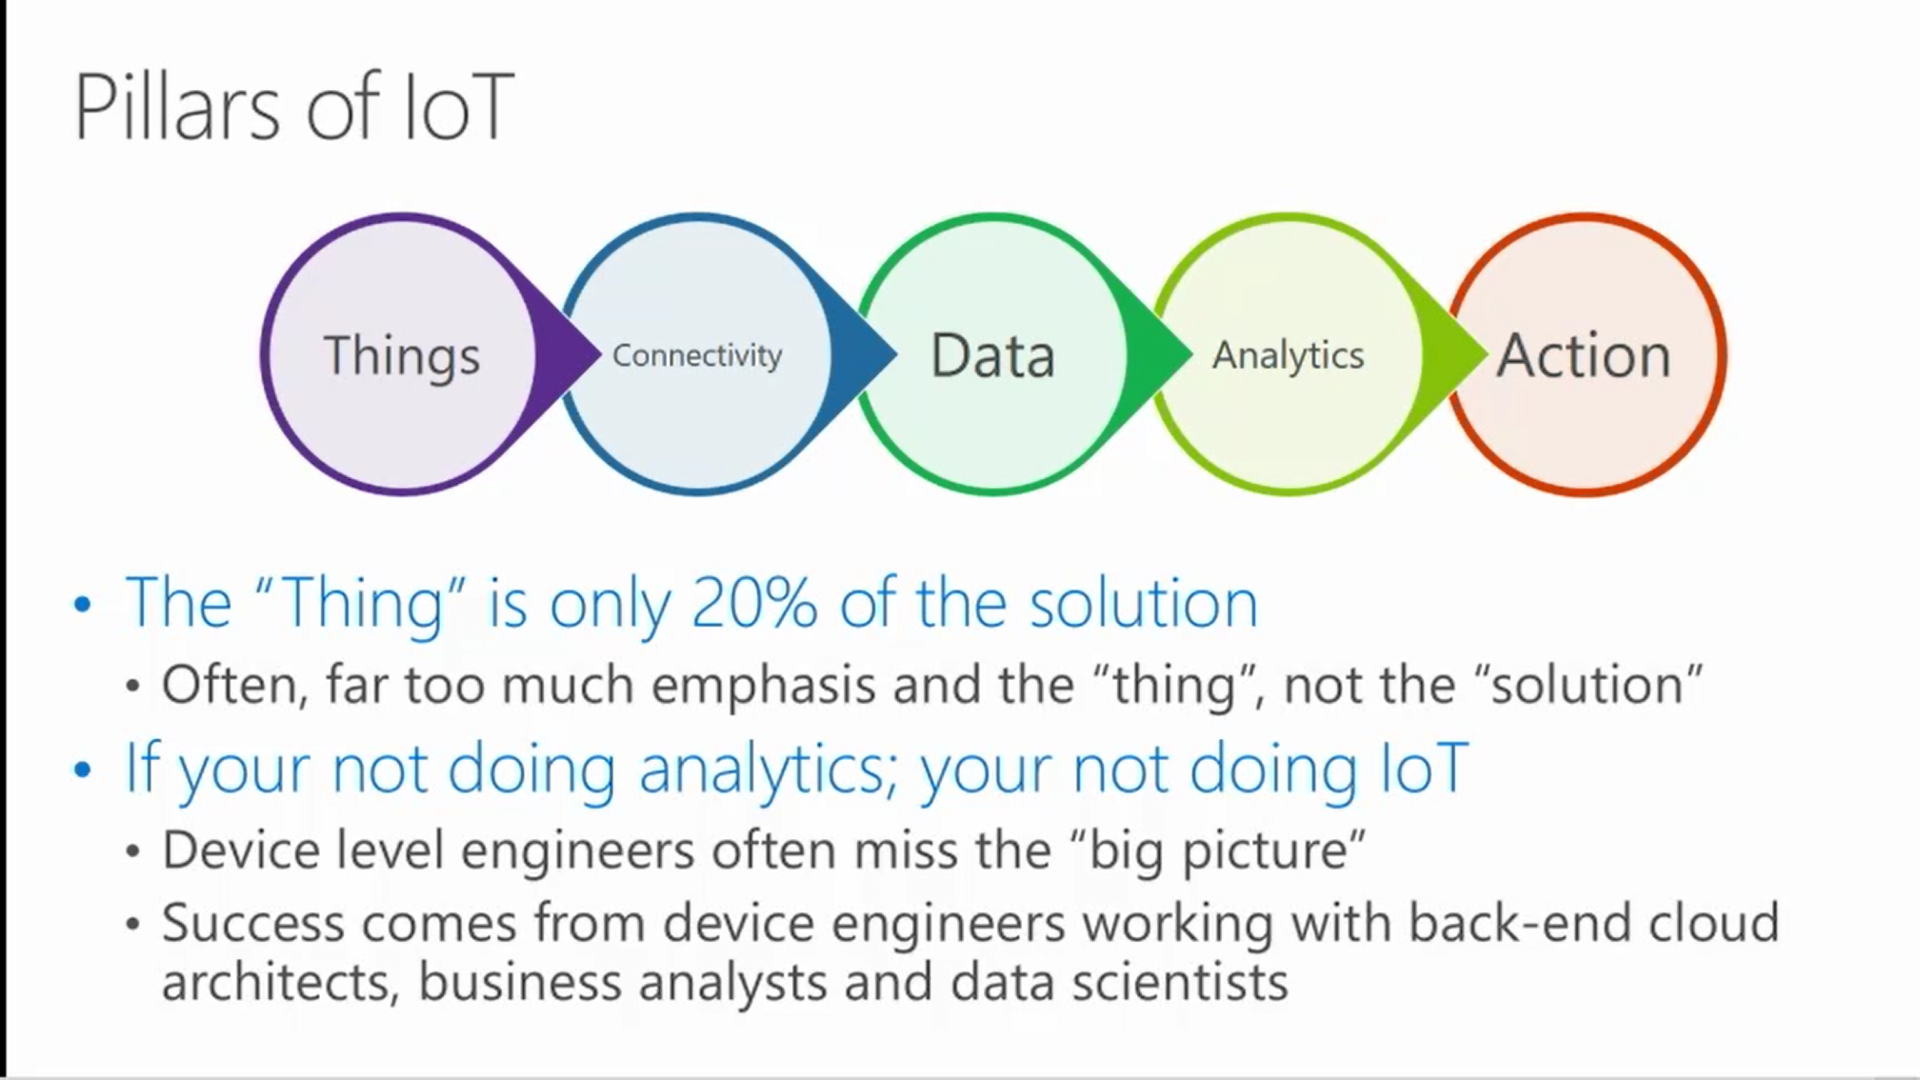 Pillars of IoT
Things
Connectivity
Data
Analytics
Action
• The “Thing” is only 20% of the solution
• Often, far too much emphasis and the “thing”, not the “solution”
• If your not doing analytics; your not doing IoT
• Device level engineers often miss the “big picture”
• Success comes from device engineers working with back-end cloud
architects, business analysts and data scientists